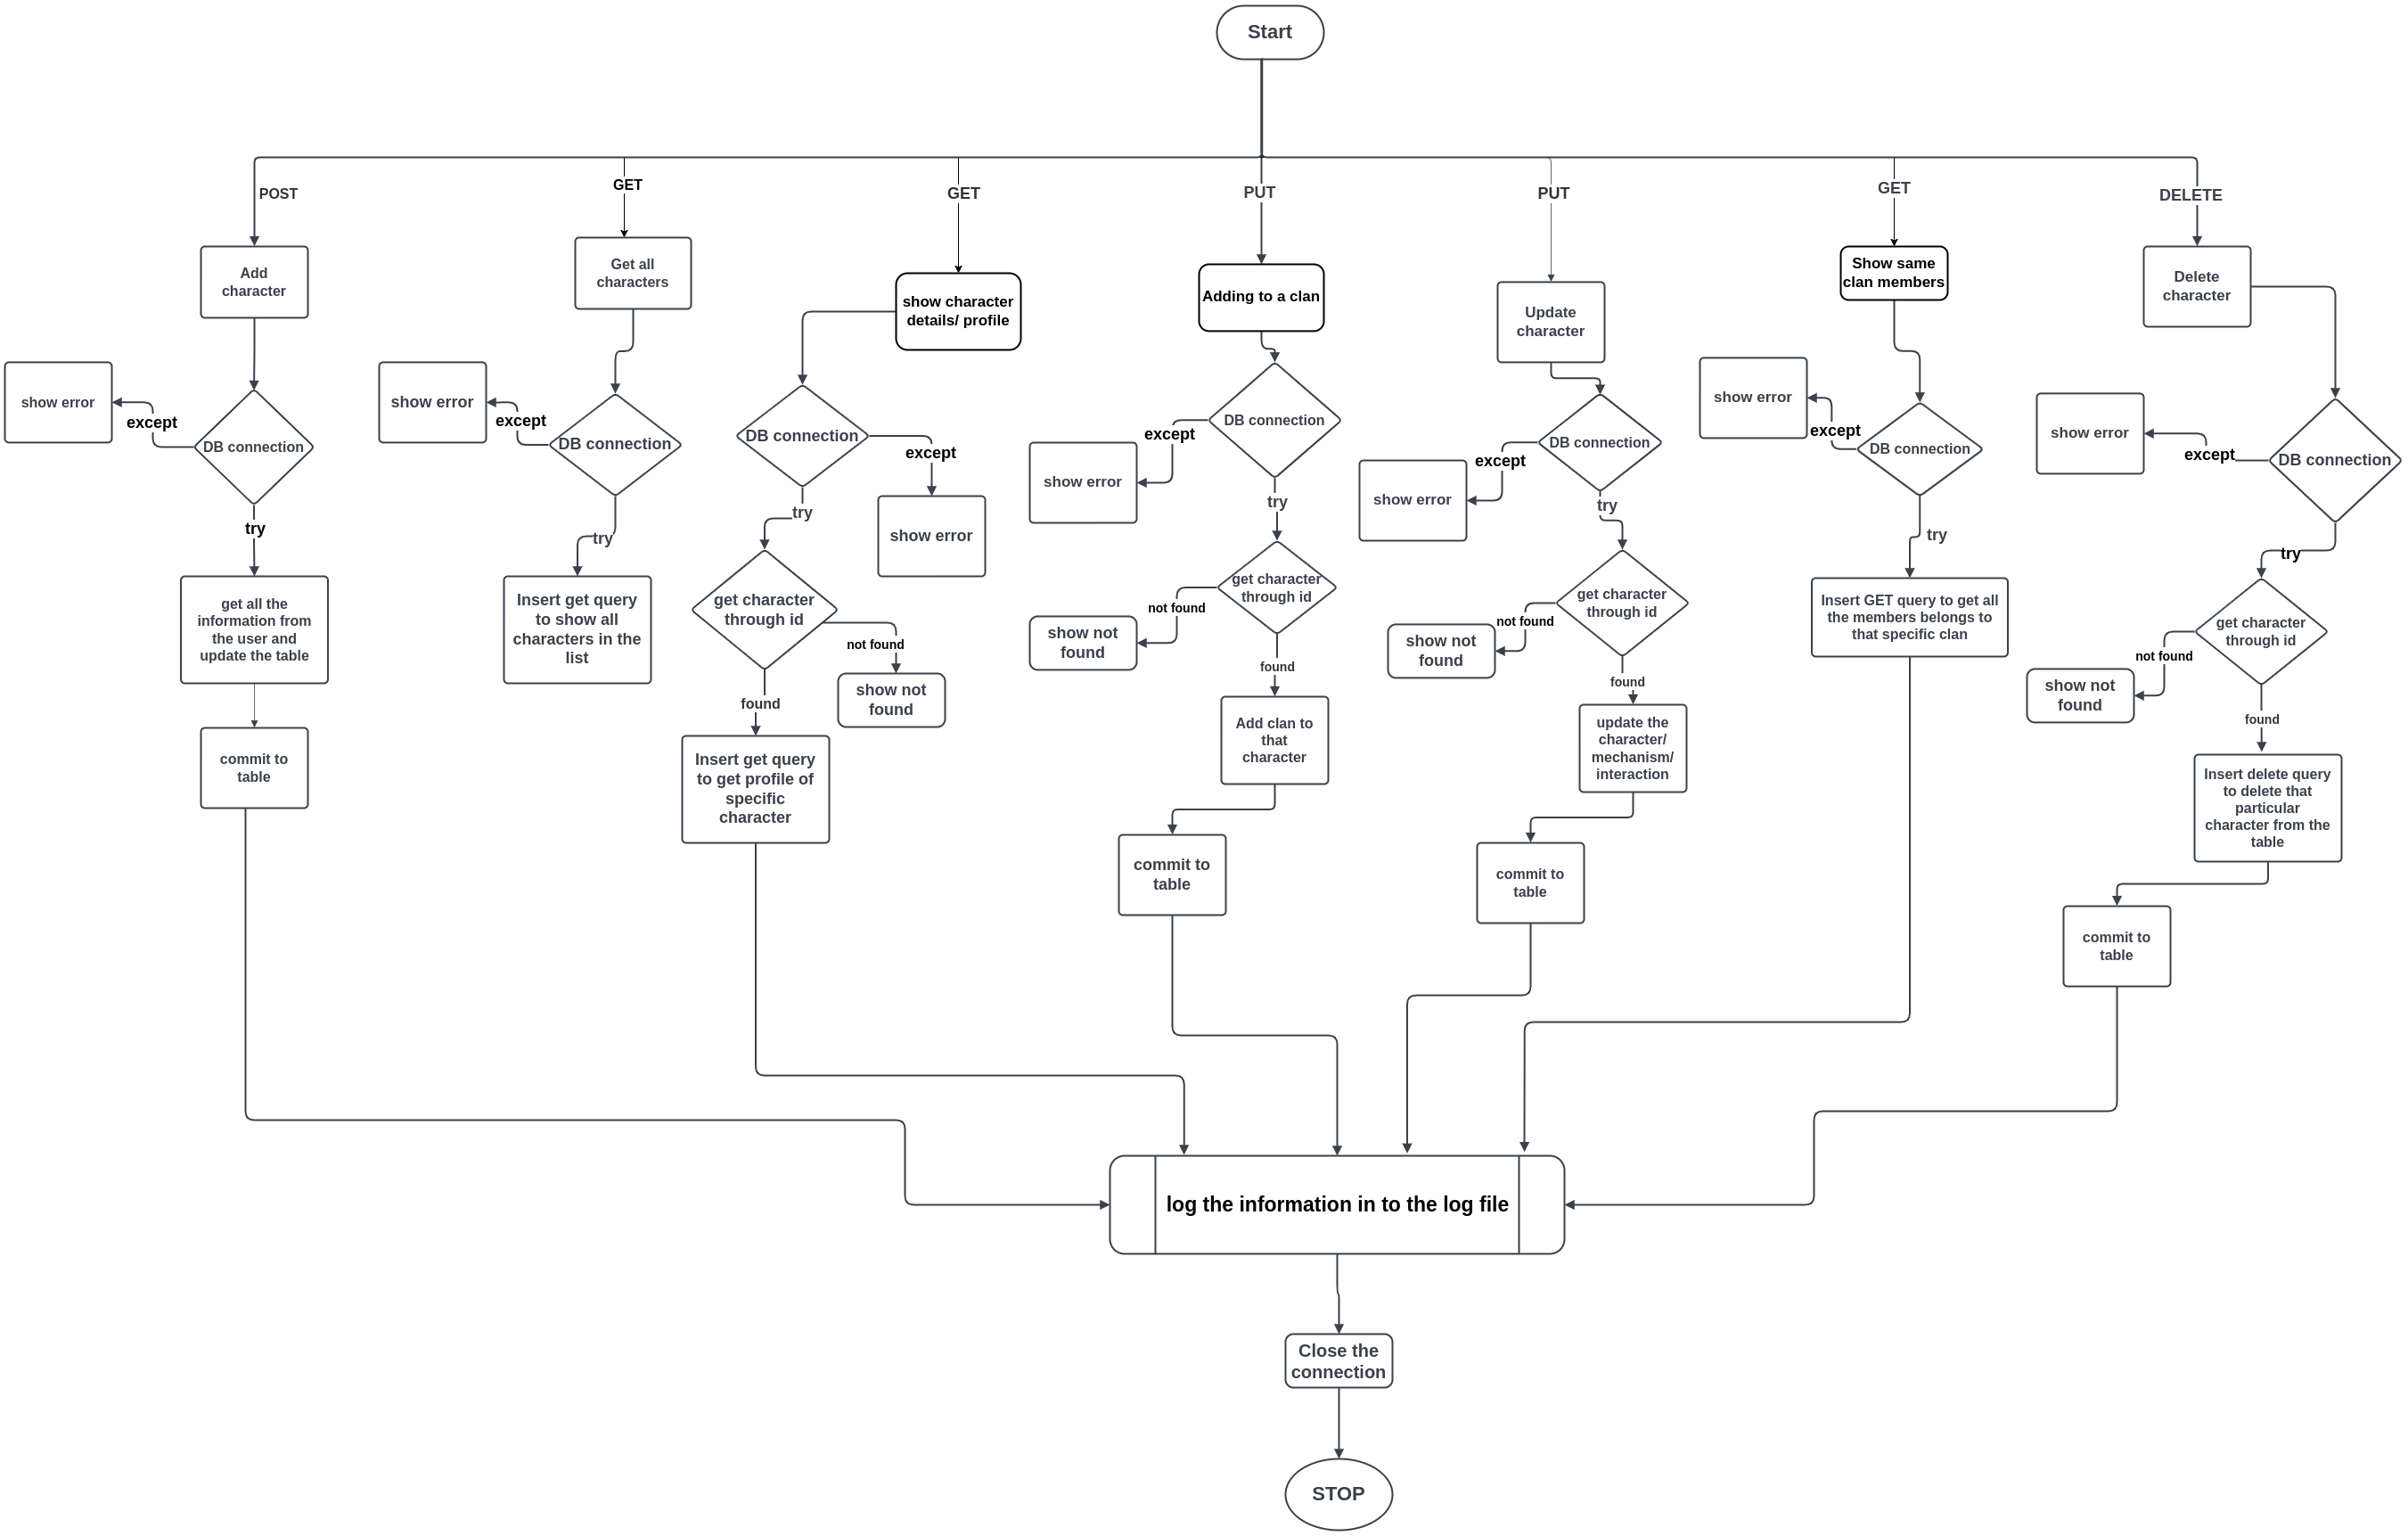 Start
POST
GET
GET
PUT
PUT
GET
DELETE
Add
character
Get all
characters
show character
details/ profile
Adding to a clan
Update
character
Show same
clan members
Delete
character
show error
except
DB connection
try
show error
except
DB connection
try
DB connection
except
try
show error
DB connection
except
show error
try
DB connection
except
show error
try
show error
except
DB connection
try
show error
except
DB connection
try
get all the
information from
the user and
update the table
Insert get query
to show all
characters in the
list
get character
through id
not found
show not
found
found
get character
through id
not found
show not
found
found
get character
through id
not found
show not
found
found
Insert GET query to get all
the members belongs to
that specific clan
get character
through id
not found
show not
found
found
commit to
table
Insert get query
to get profile of
specific
character
Add clan to
that
character
update the
character/
mechanism/
interaction
Insert delete query
to delete that
particular
character from the
table
commit to
table
commit to
table
commit to
table
log the information in to the log file
Close the
connection
STOP